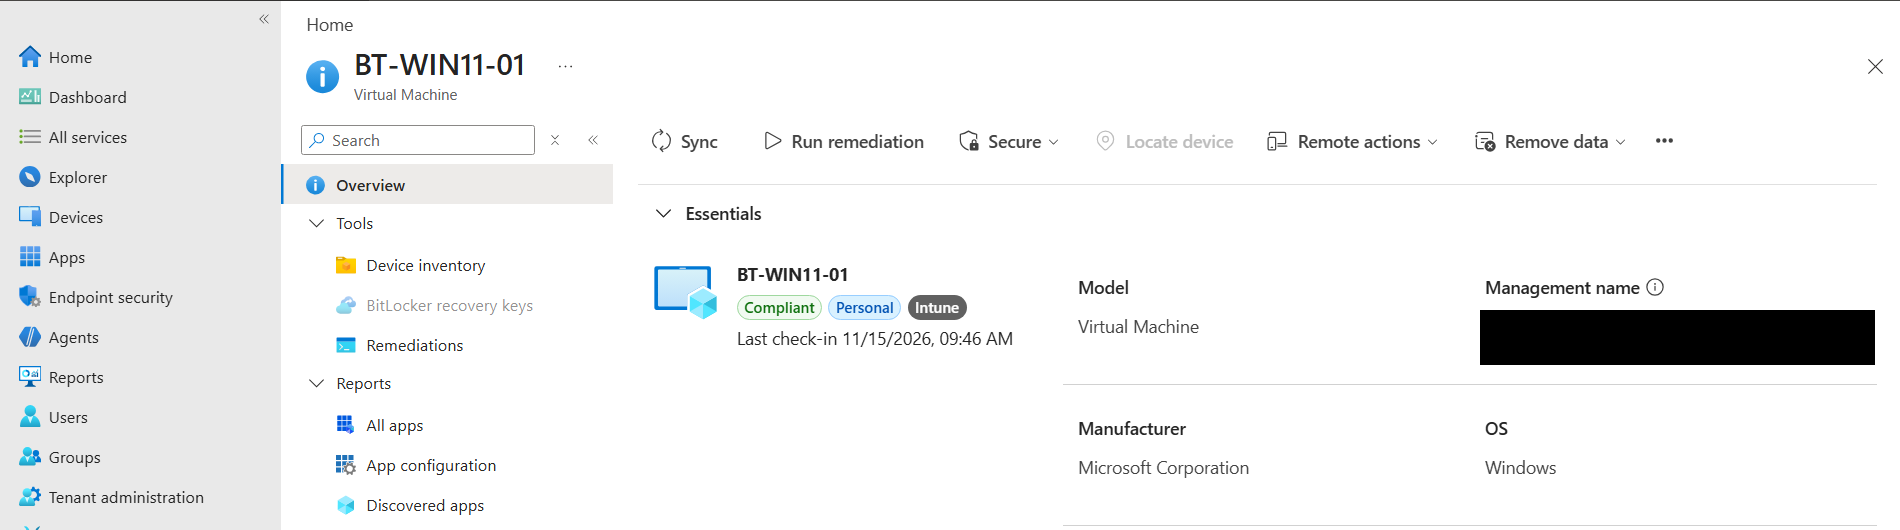 Home
Dashboard
All services
Explorer
Devices
Apps
Endpoint security
Agents
Reports
Users
Groups
Tenant administration
Home
BT-WIN11-01 ...
Virtual Machine
Search
Overview
Tools
Device inventory
BitLocker recovery keys
Remediations
Reports
All apps
App configuration
Discovered apps
Sync Run remediation Secure Locate device Remote actions Remove data
Essentials
BT-WIN11-01
Compliant Personal Intune
Last check-in 11/15/2026, 09:46 AM
Model
Virtual Machine
Management name
Manufacturer
Microsoft Corporation
OS
Windows